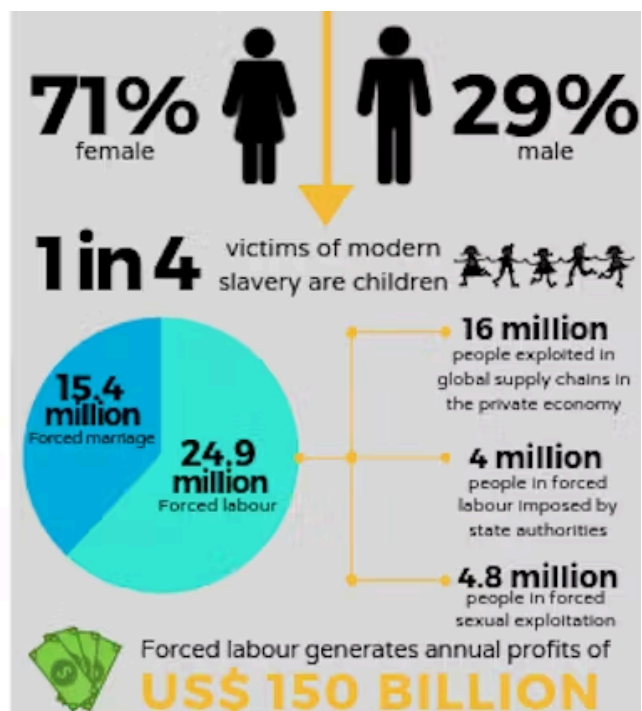 71%
female
29%
male
1 in 4
victims of modern
slavery are children
15.4
million
Forced marriage
24.9
million
Forced labour
16 million
people exploited in
global supply chains in
the private economy
4 million
people in forced
labour imposed by
state authorities
4.8 million
people in forced
sexual exploitation
Forced labour generates annual profits of
US$ 150 BILLION